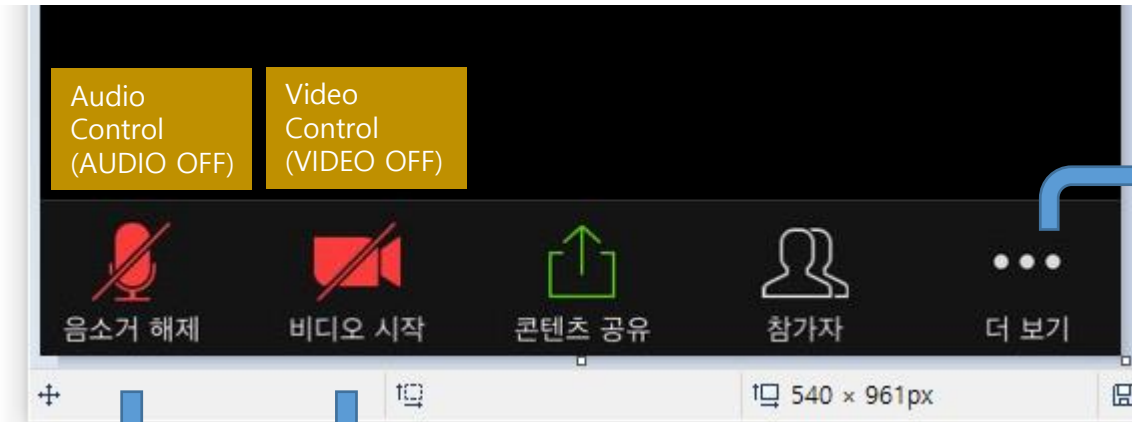 Audio
Control
(AUDIO OFF)
Video
Control
(VIDEO OFF)
음소거 해제
비디오 시작
콘텐츠 공유
참가자
더 보기
540 × 961px